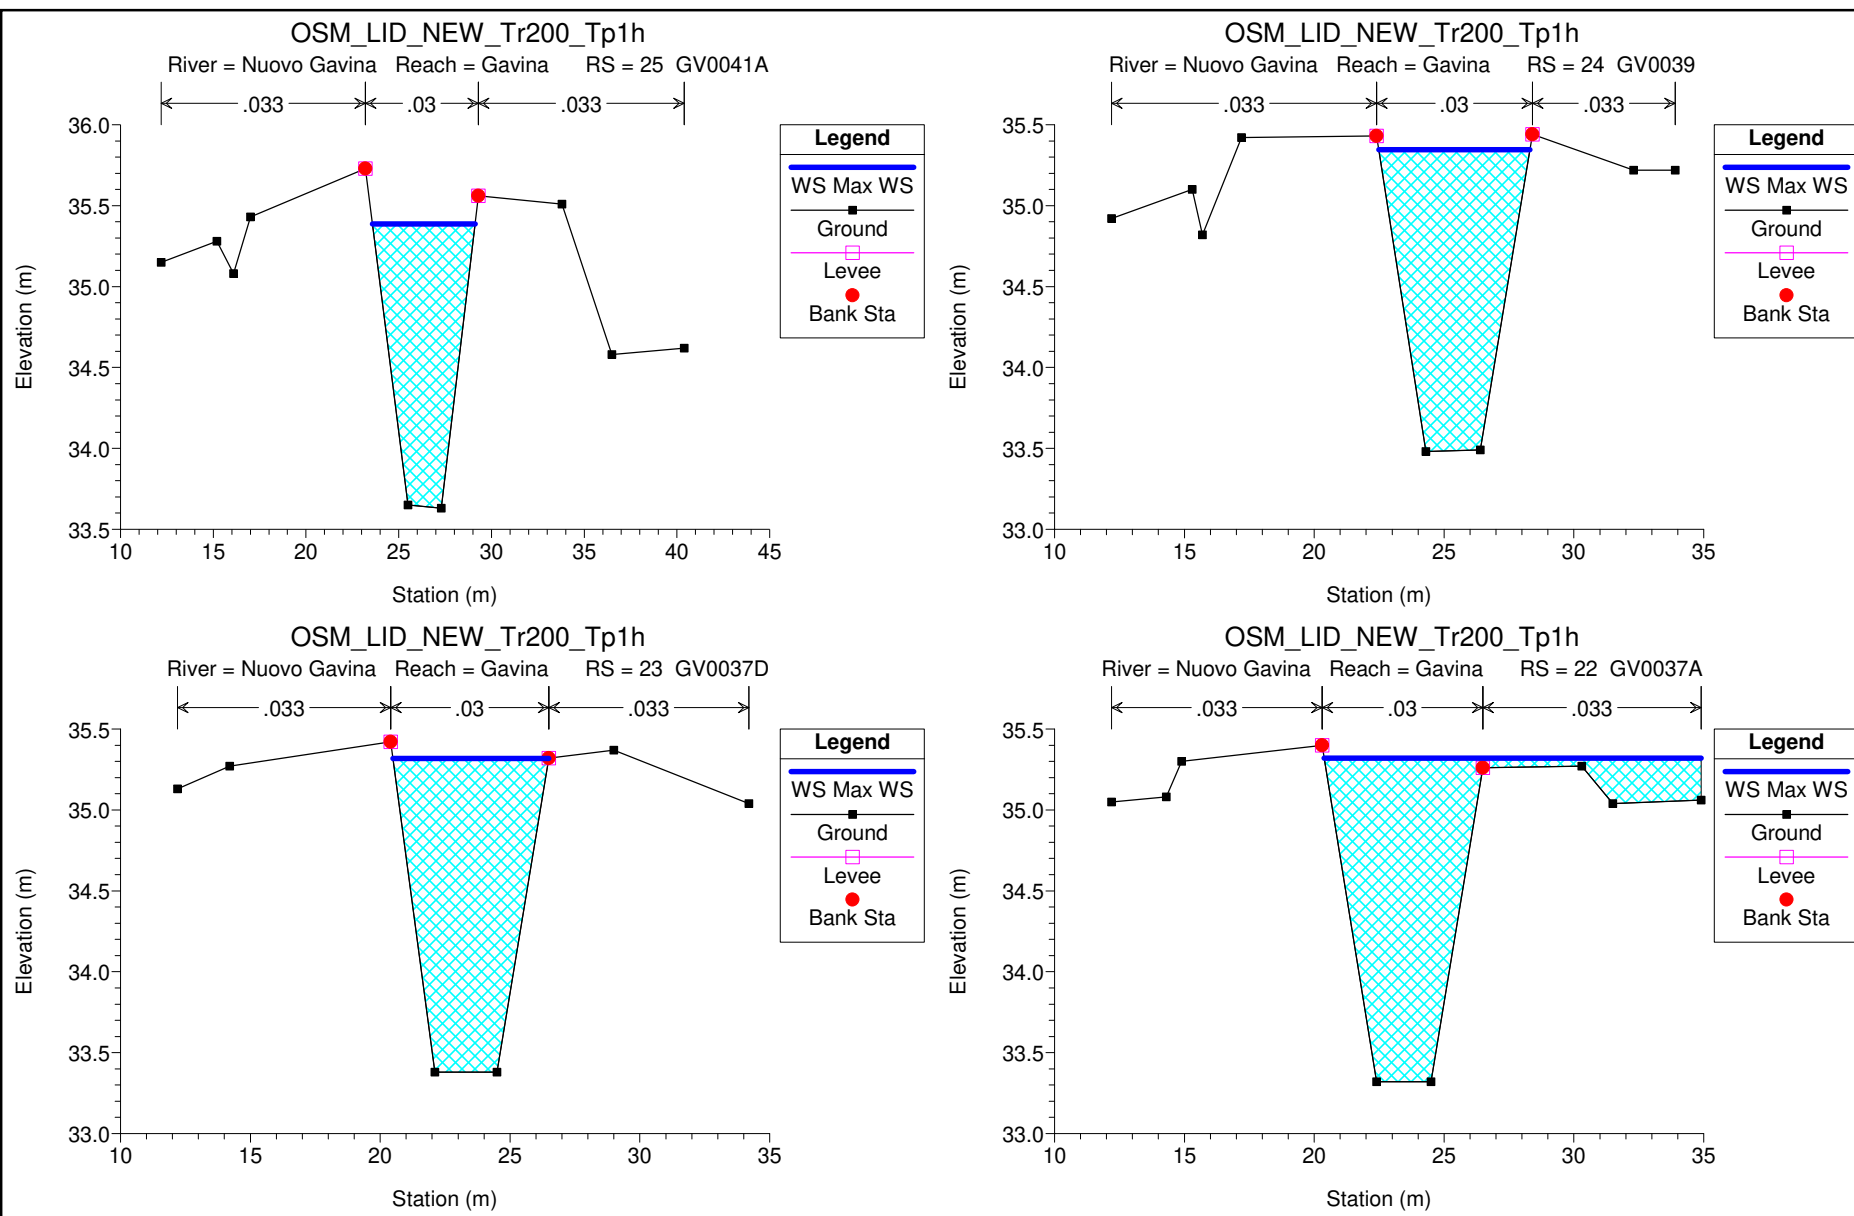 OSM_LID_NEW_Tr200_Tp1h
River = Nuovo Gavina Reach = Gavina RS = 25 GV0041A
.033 .03 .033
36.0
35.5
35.0
34.5
34.0
33.5
Elevation (m)
10 15 20 25 30 35 40 45
Station (m)
Legend
WS Max WS
Ground
Levee
Bank Sta
OSM_LID_NEW_Tr200_Tp1h
River = Nuovo Gavina Reach = Gavina RS = 24 GV0039
.033 .03 .033
35.5
35.0
34.5
34.0
33.5
33.0
Elevation (m)
10 15 20 25 30 35
Station (m)
Legend
WS Max WS
Ground
Levee
Bank Sta
OSM_LID_NEW_Tr200_Tp1h
River = Nuovo Gavina Reach = Gavina RS = 23 GV0037D
.033 .03 .033
35.5
35.0
34.5
34.0
33.5
33.0
Elevation (m)
10 15 20 25 30 35
Station (m)
Legend
WS Max WS
Ground
Levee
Bank Sta
OSM_LID_NEW_Tr200_Tp1h
River = Nuovo Gavina Reach = Gavina RS = 22 GV0037A
.033 .03 .033
35.5
35.0
34.5
34.0
33.5
33.0
Elevation (m)
10 15 20 25 30 35
Station (m)
Legend
WS Max WS
Ground
Levee
Bank Sta